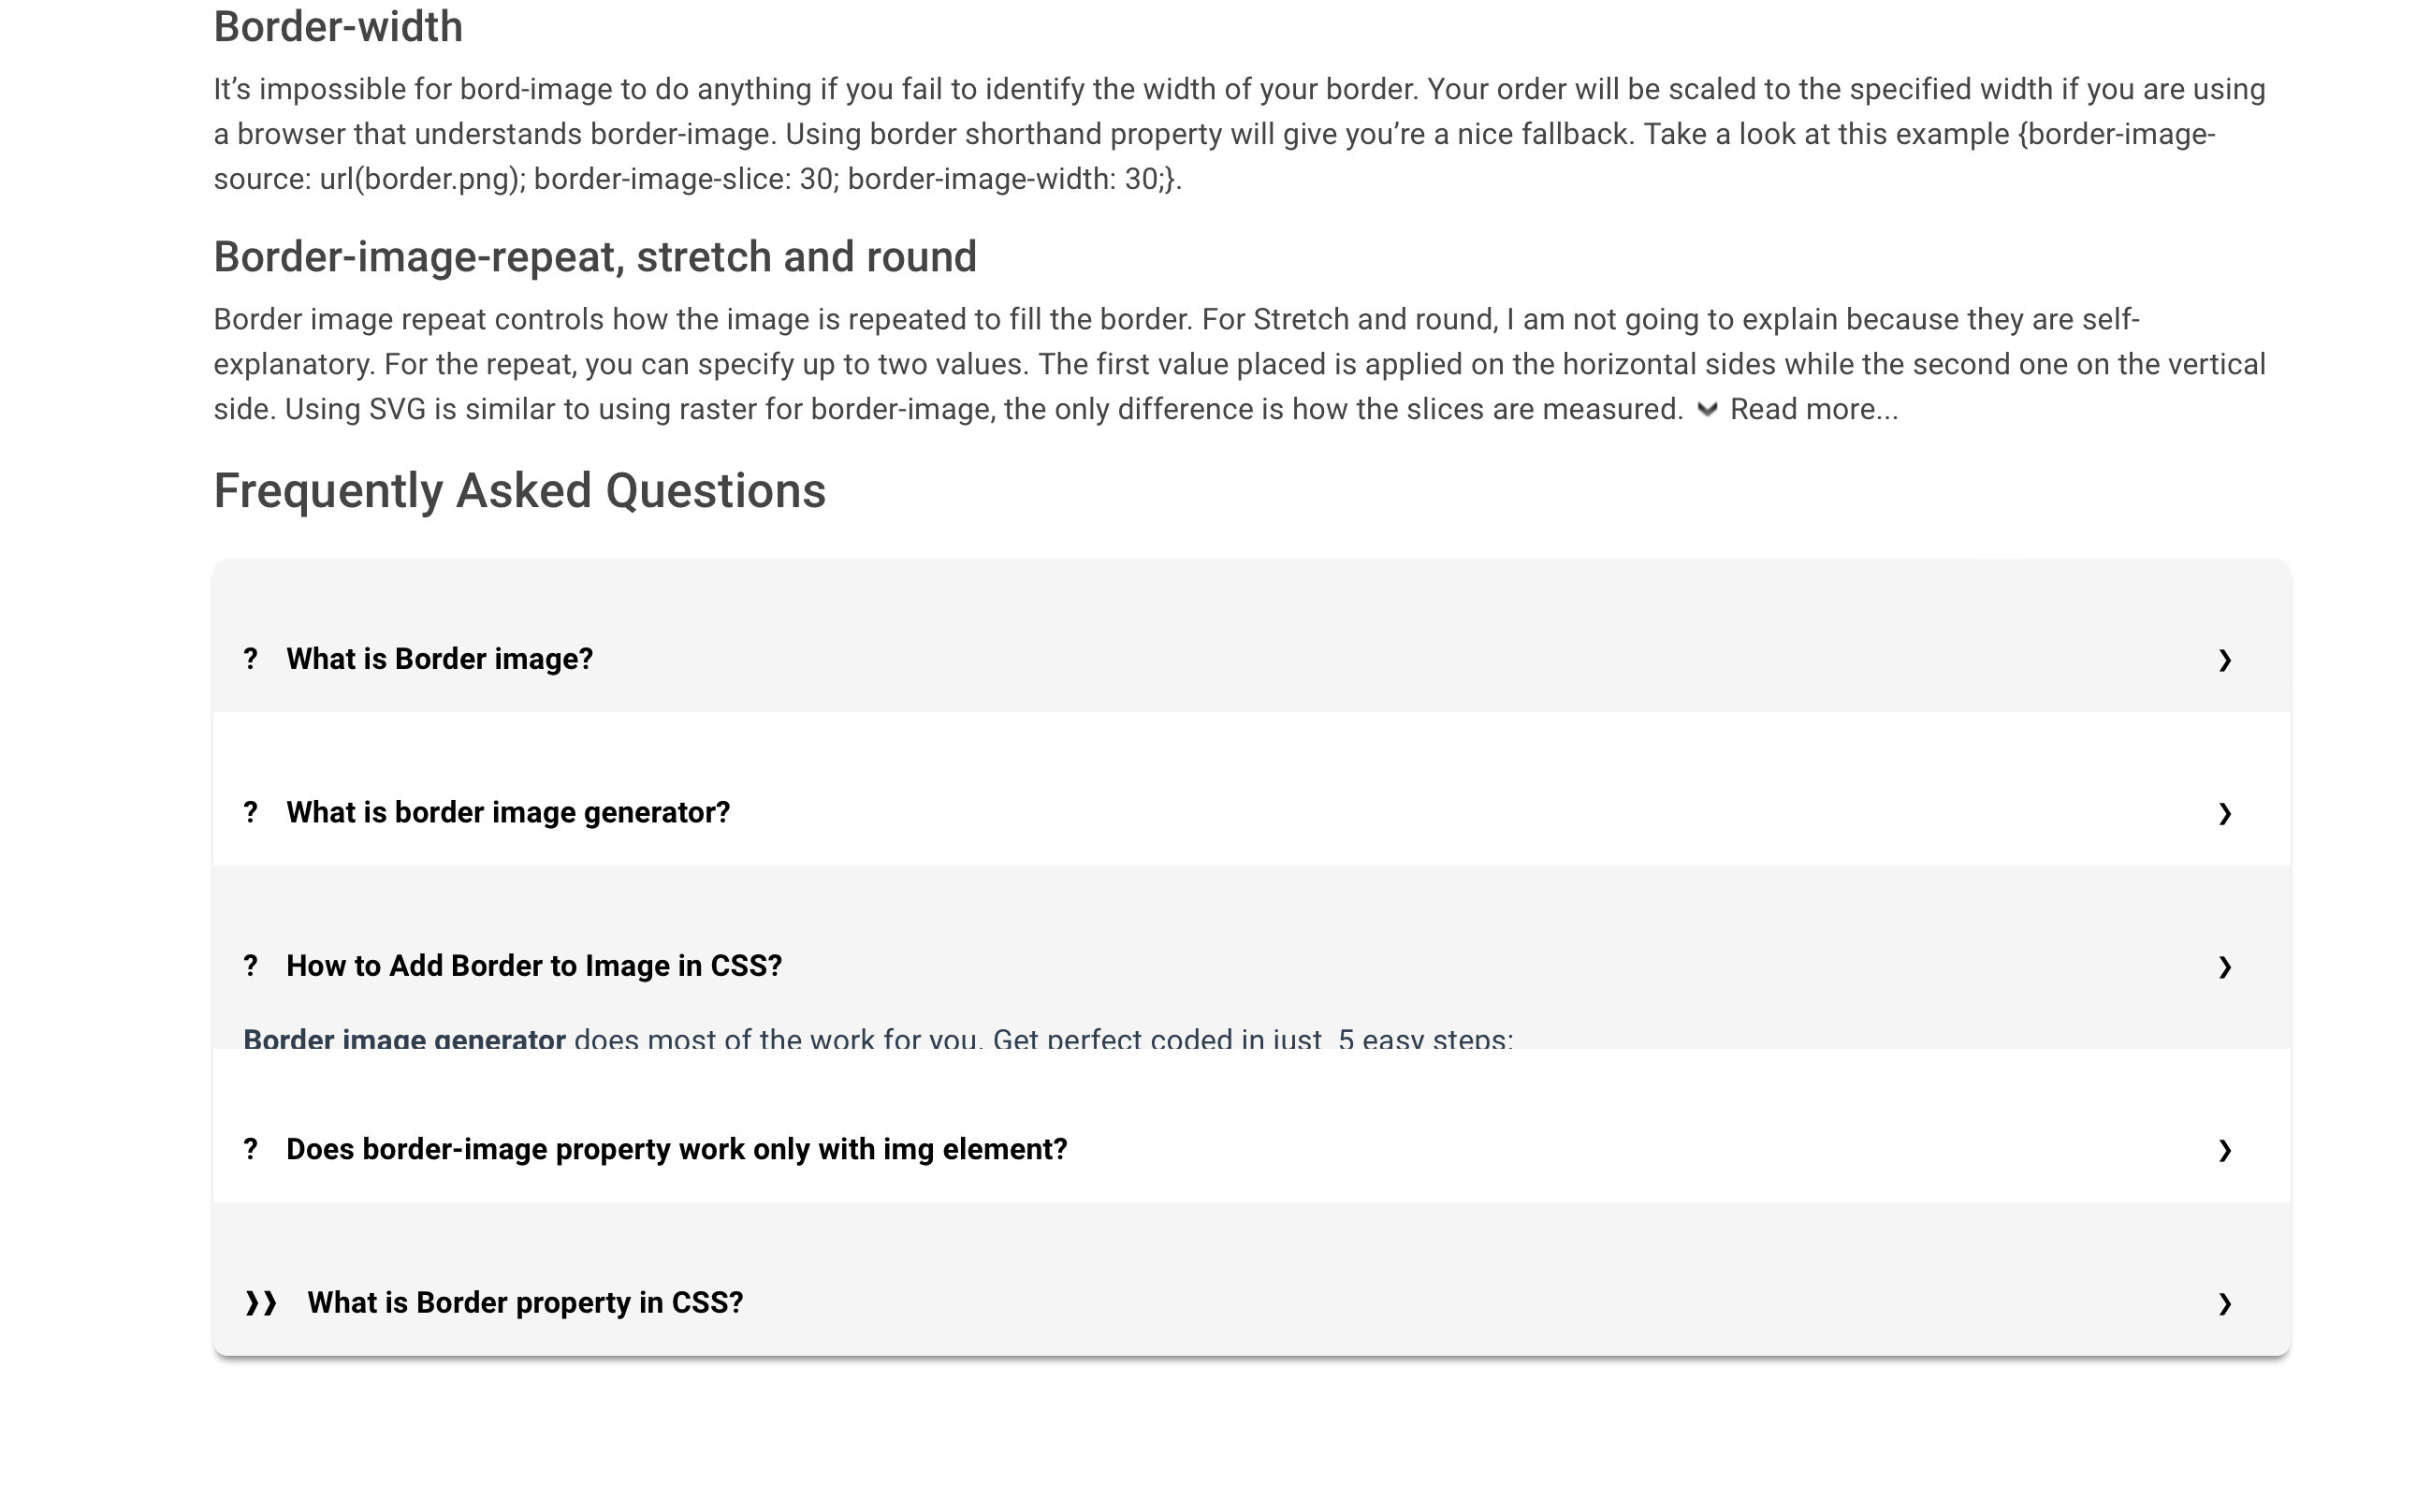 Border-width
It’s impossible for bord-image to do anything if you fail to identify the width of your border. Your order will be scaled to the specified width if you are using
a browser that understands border-image. Using border shorthand property will give you’re a nice fallback. Take a look at this example {border-image-
source: url(border.png); border-image-slice: 30; border-image-width: 30;}.
Border-image-repeat, stretch and round
Border image repeat controls how the image is repeated to fill the border. For Stretch and round, I am not going to explain because they are self-
explanatory. For the repeat, you can specify up to two values. The first value placed is applied on the horizontal sides while the second one on the vertical
side. Using SVG is similar to using raster for border-image, the only difference is how the slices are measured. Read more...
Frequently Asked Questions
? What is Border image? ❯
? What is border image generator? ❯
? How to Add Border to Image in CSS? ❯
Border image generator does most of the work for you. Get perfect coded in just 5 easy steps:
? Does border-image property work only with img element? ❯
❯❯ What is Border property in CSS? ❯